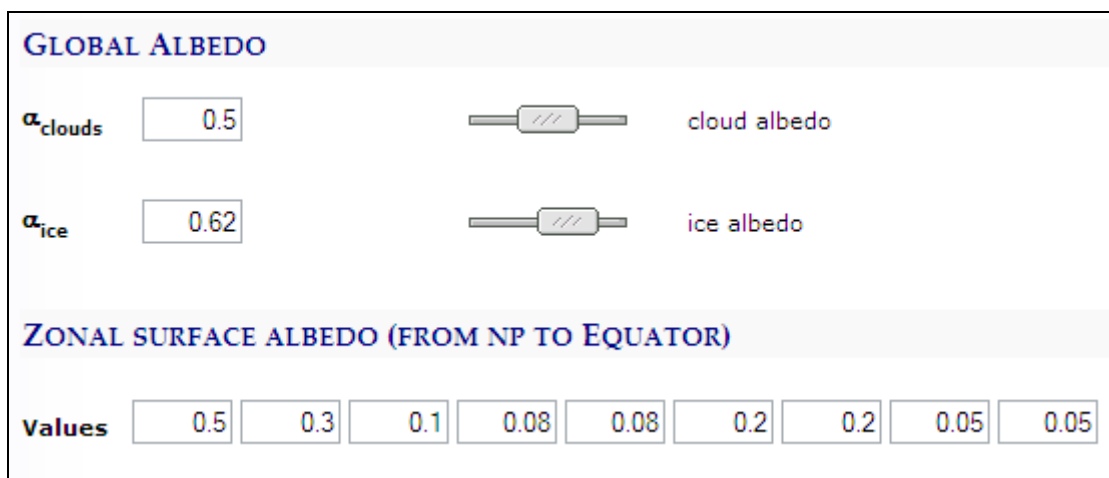 GLOBAL ALBEDO
αclouds 0.5 cloud albedo
αice 0.62 ice albedo
ZONAL SURFACE ALBEDO (FROM NP TO EQUATOR)
Values 0.5 0.3 0.1 0.08 0.08 0.2 0.2 0.05 0.05